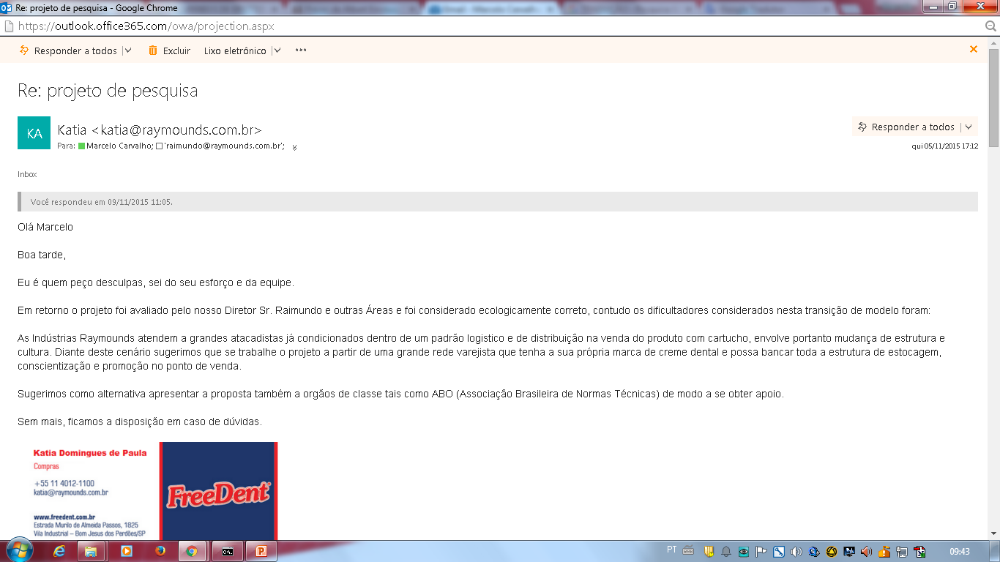 Re: projeto de pesquisa - Google Chrome
https://outlook.office365.com/owa/projection.aspx
Responder a todos
Excluir
Lixo eletrônico
Re: projeto de pesquisa
KA
Katia <katia@raymounds.com.br>
Responder a todos
Para: Marcelo Carvalho; 'raimundo@raymounds.com.br';
qui 05/11/2015 17:12
Inbox
Você respondeu em 09/11/2015 11:05.
Olá Marcelo
Boa tarde,
Eu é quem peço desculpas, sei do seu esforço e da equipe.
Em retorno o projeto foi avaliado pelo nosso Diretor Sr. Raimundo e outras Áreas e foi considerado ecologicamente correto, contudo os dificultadores considerados nesta transição de modelo foram:
As Indústrias Raymounds atendem a grandes atacadistas já condicionados dentro de um padrão logistico e de distribuição na venda do produto com cartucho, envolve portanto mudança de estrutura e
cultura. Diante deste cenário sugerimos que se trabalhe o projeto a partir de uma grande rede varejista que tenha a sua própria marca de creme dental e possa bancar toda a estrutura de estocagem,
conscientização e promoção no ponto de venda.
Sugerimos como alternativa apresentar a proposta também a orgãos de classe tais como ABO (Associação Brasileira de Normas Técnicas) de modo a se obter apoio.
Sem mais, ficamos a disposição em caso de dúvidas.
Katia Domingues de Paula
Compras
+55 11 4012-1100
katia@raymounds.com.br
www.freedent.com.br
Estrada Murilo de Almeida Passos, 1825
Vila Industrial – Bom Jesus dos Perdões/SP
FreeDent
PT
09:43